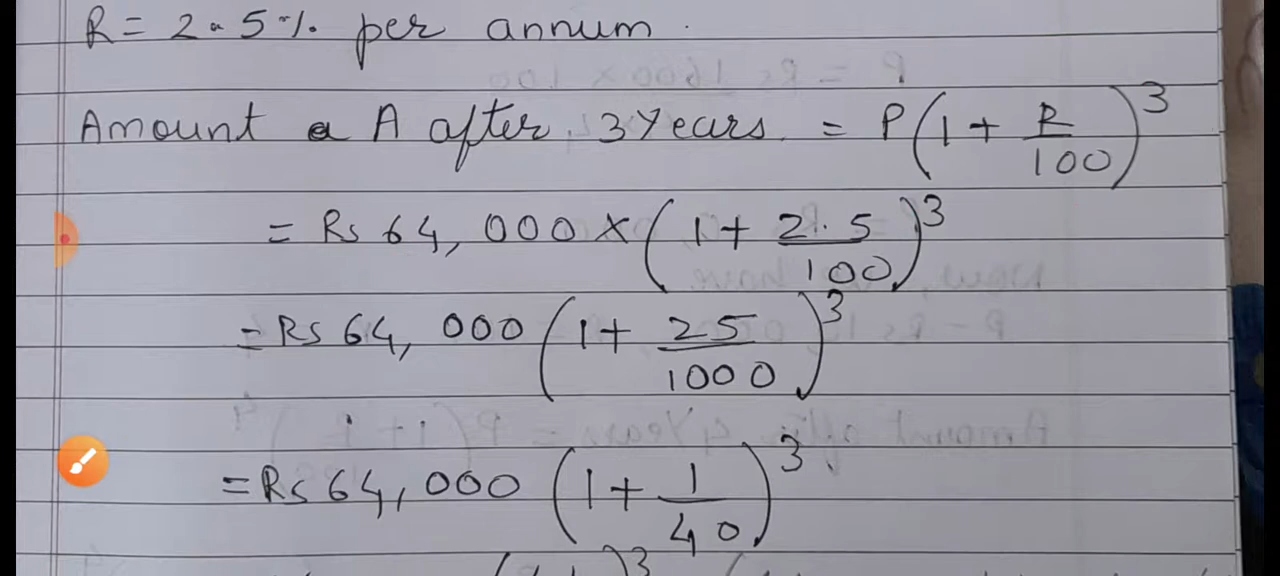 R = 2.5% per annum.
Amount A after 3 Years = P(1 + R/100)^3
= Rs 64,000 × (1 + 2.5/100)^3
= Rs 64,000 (1 + 25/1000)^3
= Rs 64,000 (1 + 1/40)^3